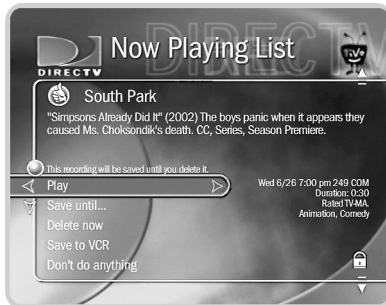 Now Playing List
DIRECTV
TiVo
South Park
"Simpsons Already Did It" (2002) The boys panic when it appears they
caused Ms. Choksondik's death. CC, Series, Season Premiere.
This recording will be saved until you delete it.
Play
Save until...
Delete now
Save to VCR
Don't do anything
Wed 6/26 7:00 pm 249 COM
Duration: 0:30
Rated TV-MA.
Animation, Comedy